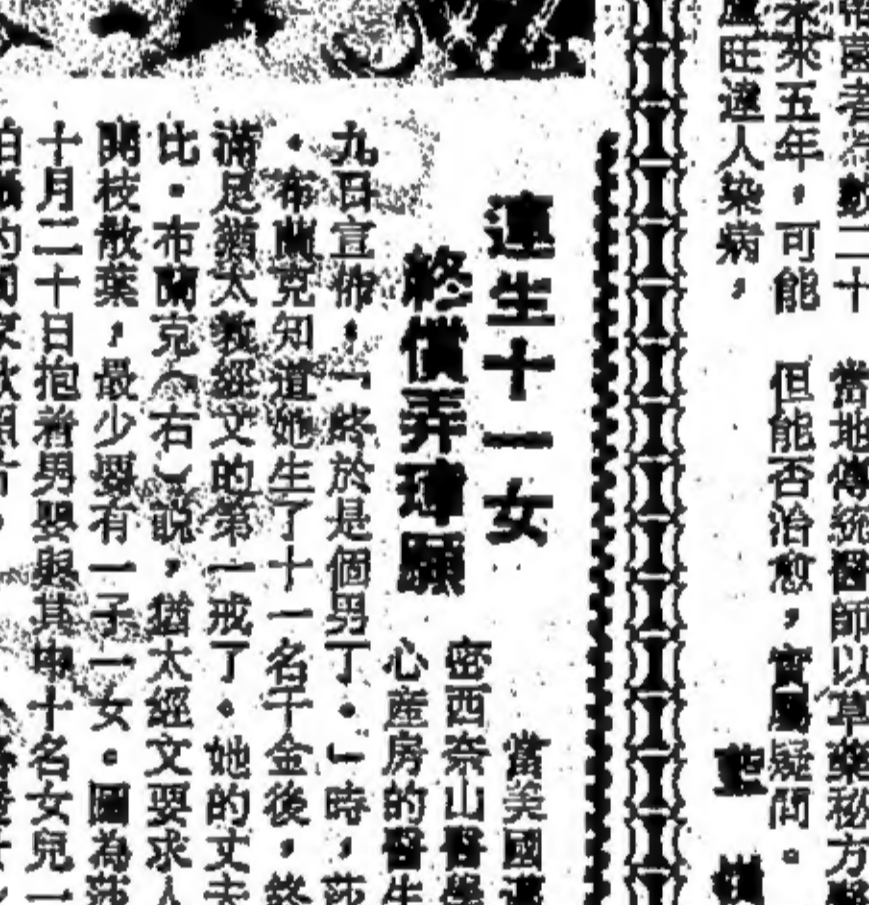 當地傳統醫師以草藥秘方
未來五年，可能
但能否治愈，實屬疑問。
盧旺達人染病，
連生十一女
終償弄璋願
當美國邁
密西奈山醫學
心產房的醫生
九日宣佈，「終於是個男丁。」時，莎
・布蘭克知道她生了十一名千金後，終
滿足猶太教經文的第一戒了。她的丈夫
比・布蘭克（右）說，猶太經文要求人
開枝散葉，最少要有一子一女。圖為莎
十月二十日抱着男嬰與其中十名女兒一